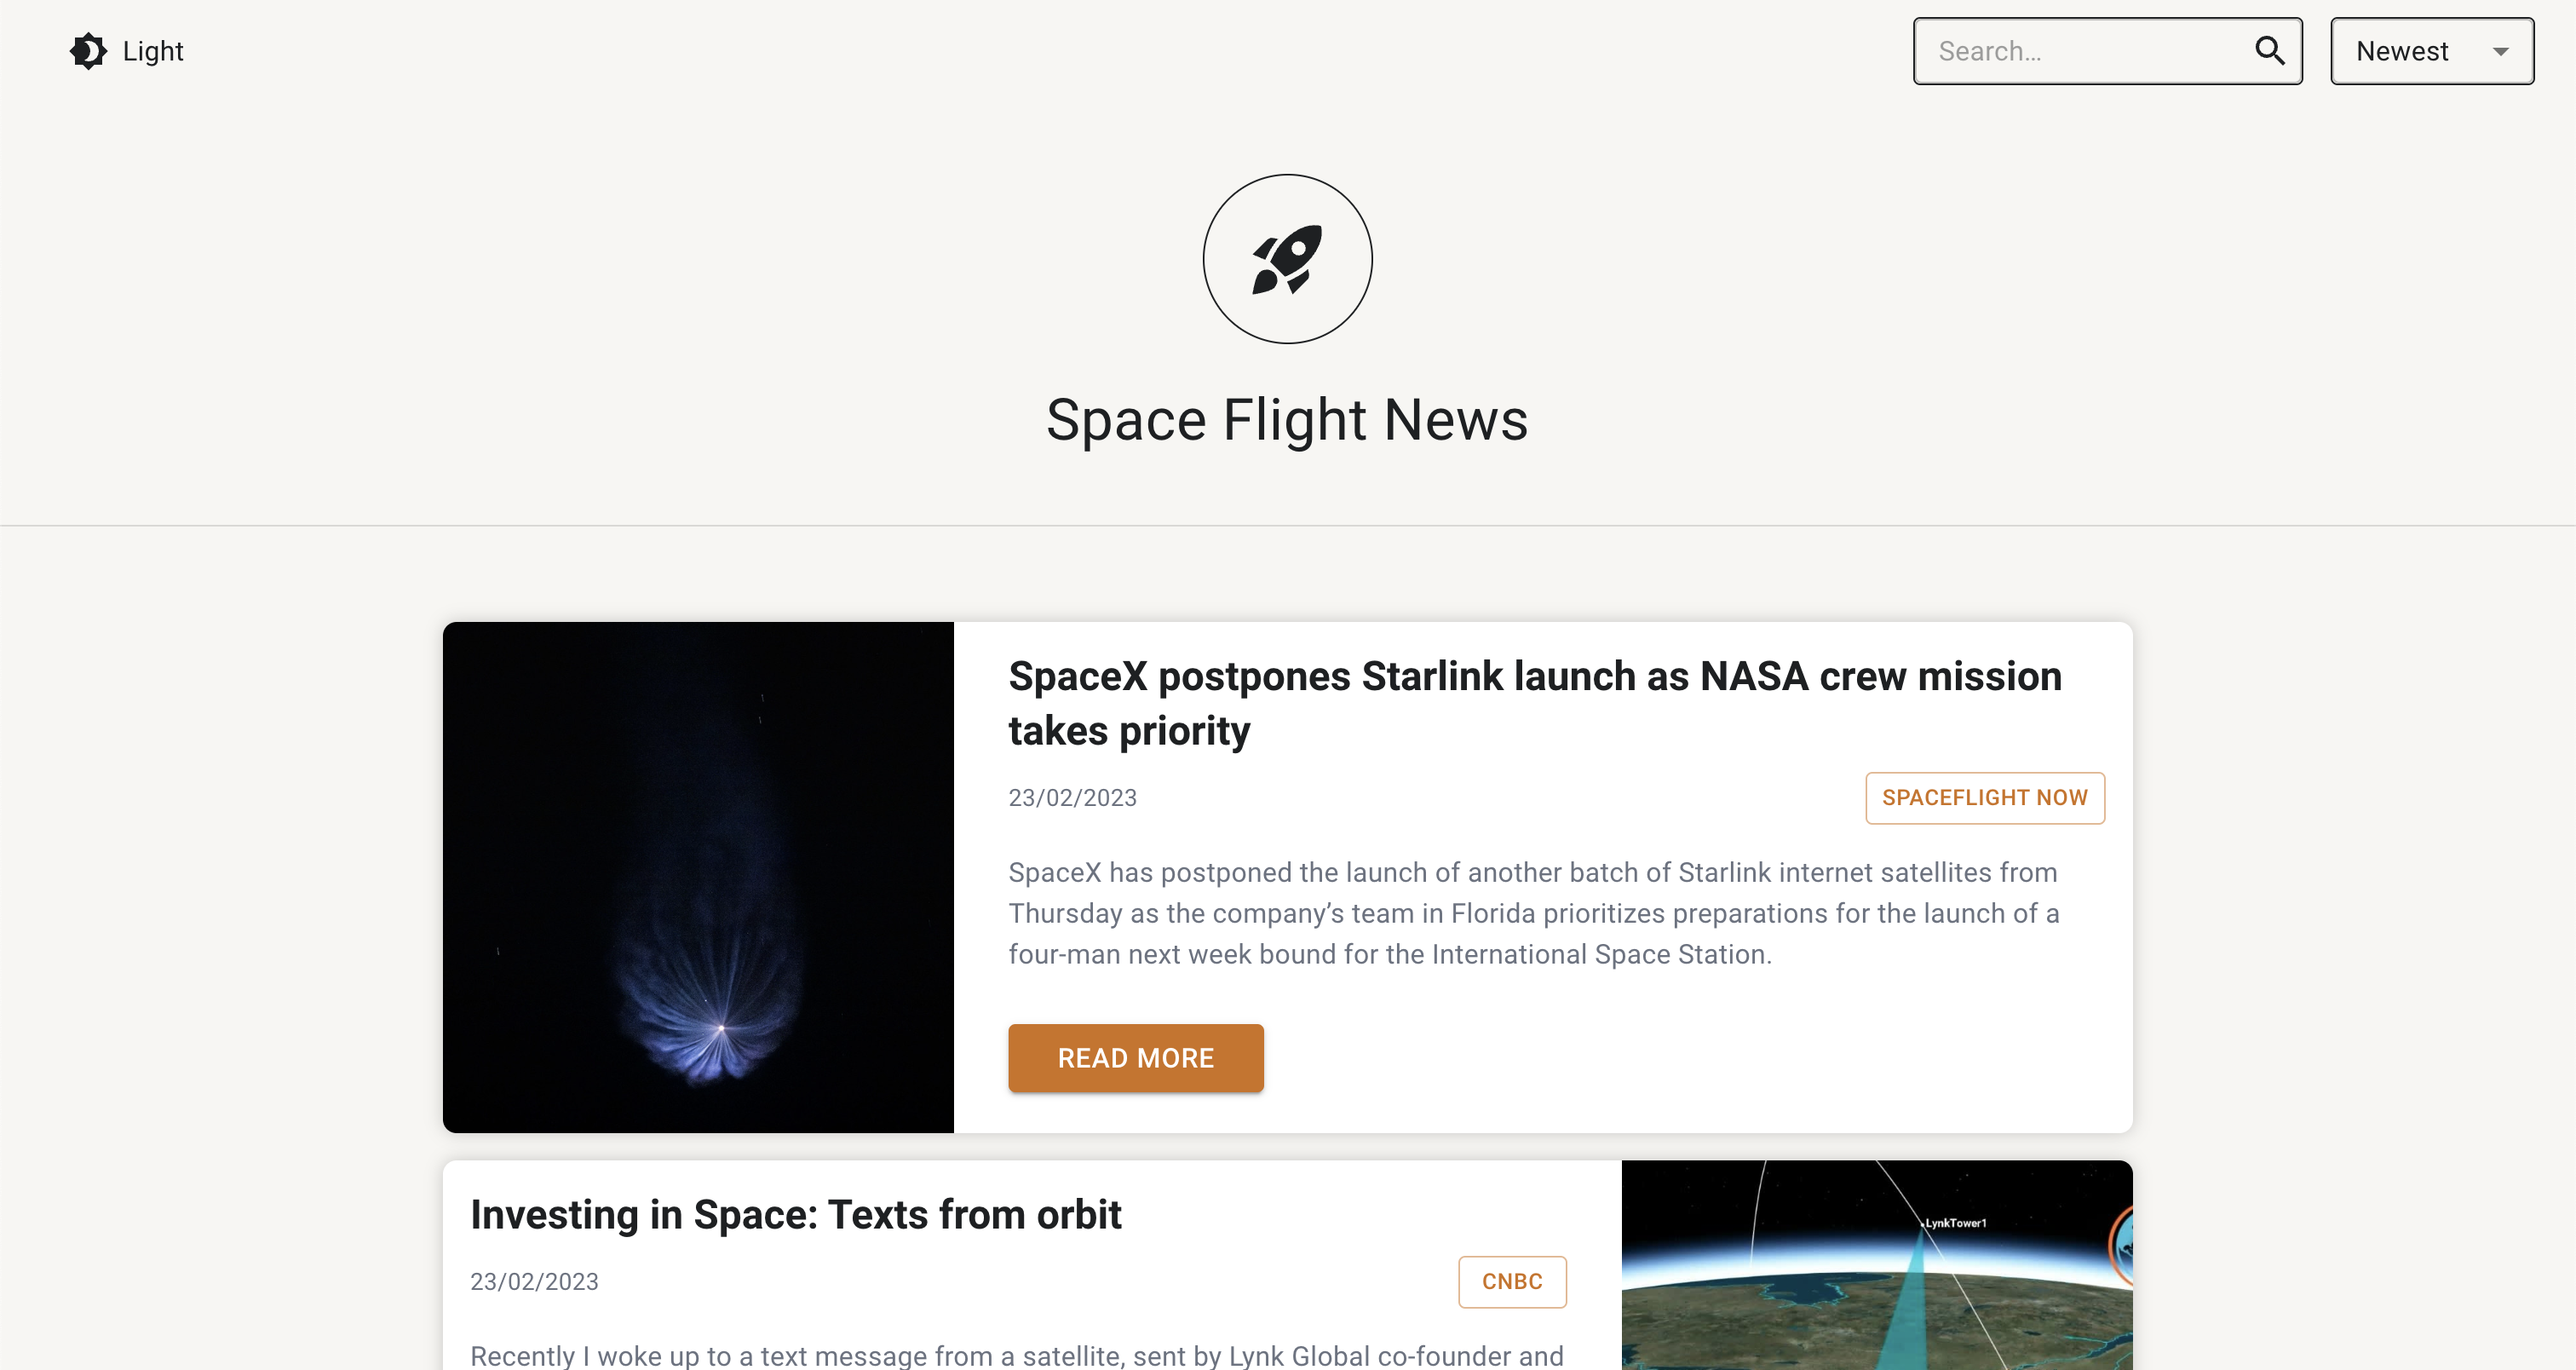 Light
Search...
Newest
Space Flight News
SpaceX postpones Starlink launch as NASA crew mission
takes priority
23/02/2023
SPACEFLIGHT NOW
SpaceX has postponed the launch of another batch of Starlink internet satellites from
Thursday as the company’s team in Florida prioritizes preparations for the launch of a
four-man next week bound for the International Space Station.
READ MORE
Investing in Space: Texts from orbit
23/02/2023
CNBC
LynkTower1
Recently I woke up to a text message from a satellite, sent by Lynk Global co-founder and